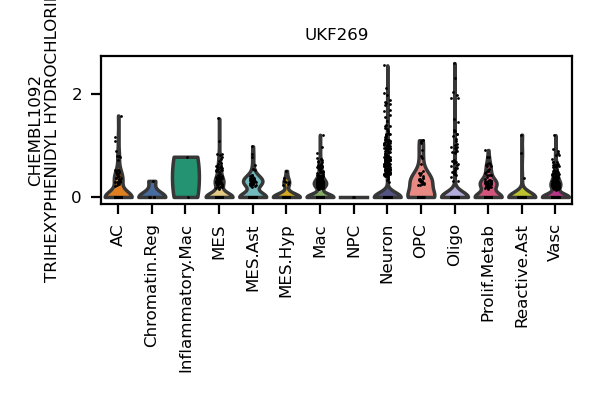 UKF269
CHEMBL1092
TRIHEXYPHENIDYL
2
0
AC
Chromatin.Reg
Inflammatory.Mac
MES
MES.Ast
MES.Hyp
Mac
NPC
Neuron
OPC
Oligo
Prolif.Metab
Reactive.Ast
Vasc